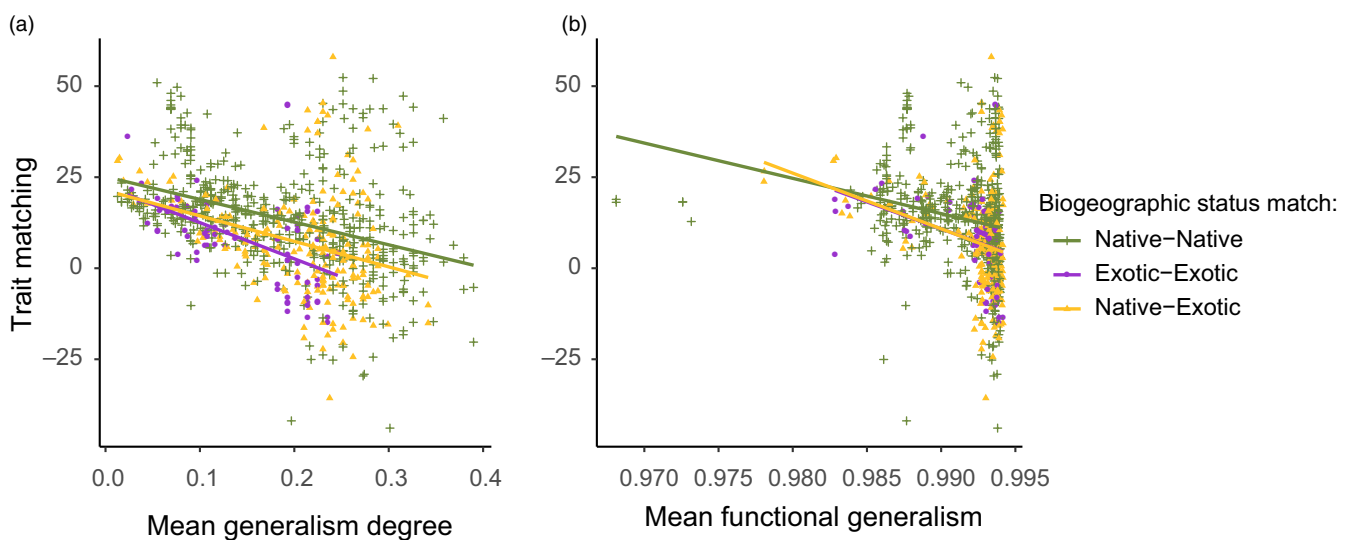 (a)
50
25
0
−25
Trait matching
0.0 0.1 0.2 0.3 0.4
Mean generalism degree
(b)
50
25
0
−25
0.970 0.975 0.980 0.985 0.990 0.995
Mean functional generalism
Biogeographic status match:
Native−Native
Exotic−Exotic
Native−Exotic